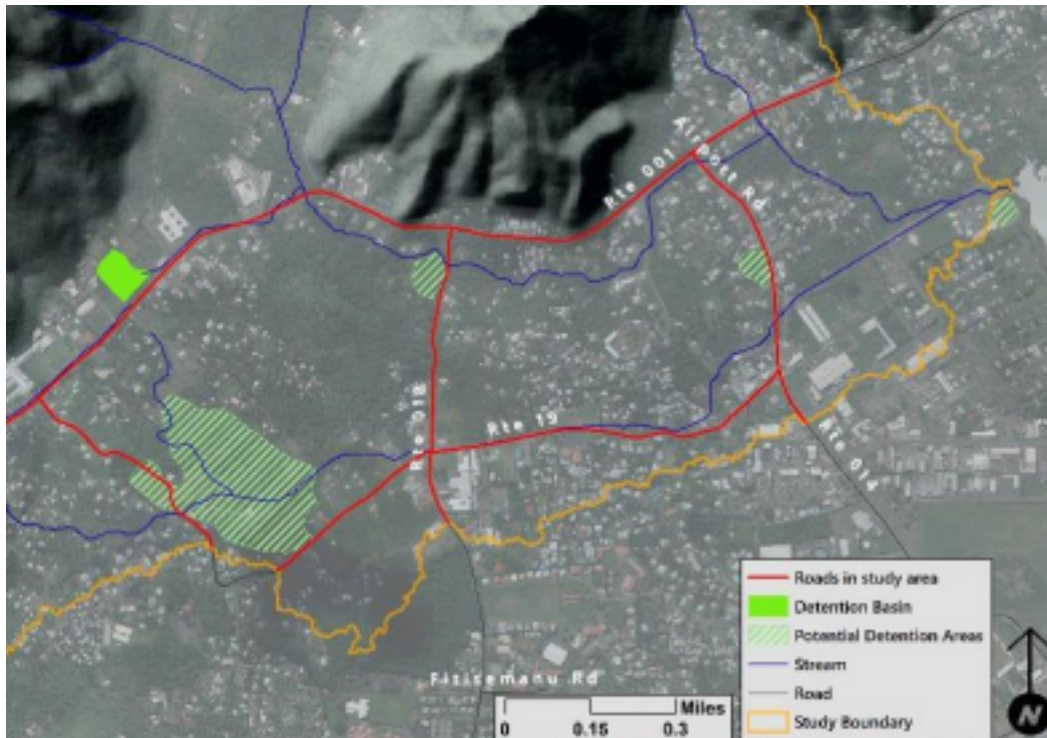 Rte 001
Airport Rd
Rte 018
Rte 19
Rte 014
Fitisemanu Rd
Roads in study area
Detention Basin
Potential Detention Areas
Stream
Road
Study Boundary
Miles
0 0.15 0.3
N